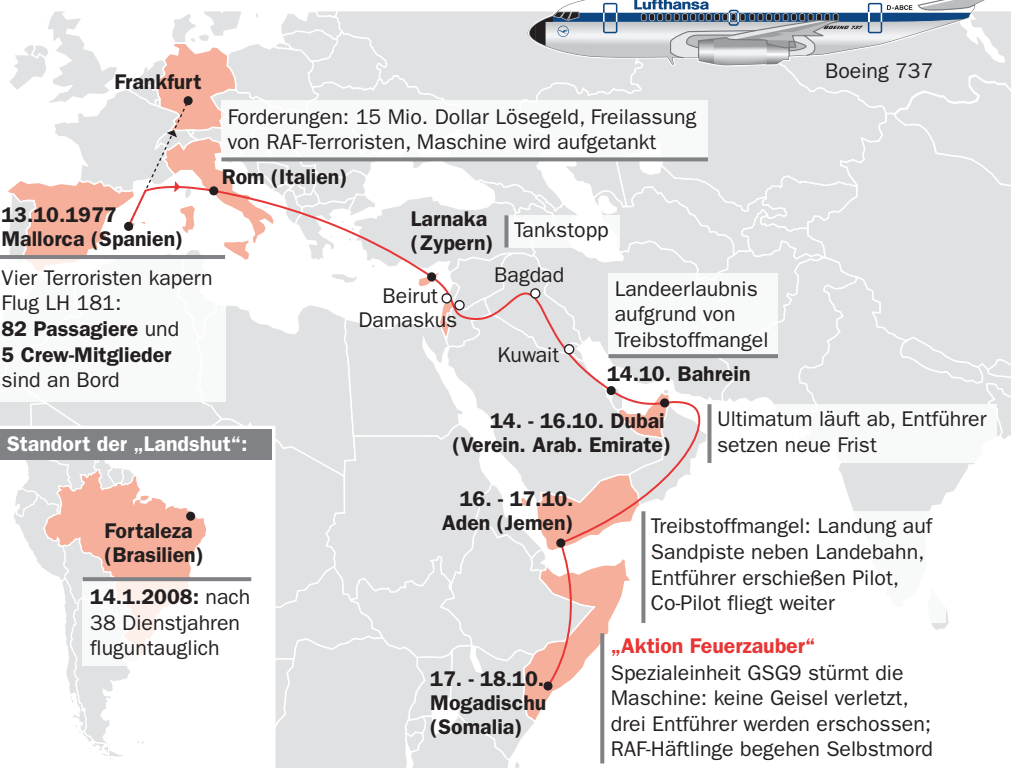 Lufthansa
D-ABCE
BOEING 737
Boeing 737
Frankfurt
Forderungen: 15 Mio. Dollar Lösegeld, Freilassung
von RAF-Terroristen, Maschine wird aufgetankt
Rom (Italien)
13.10.1977
Mallorca (Spanien)
Vier Terroristen kapern
Flug LH 181:
82 Passagiere und
5 Crew-Mitglieder
sind an Bord
Larnaka
(Zypern)
Tankstopp
Beirut
Damaskus
Bagdad
Kuwait
Landeerlaubnis
aufgrund von
Treibstoffmangel
14.10. Bahrein
14. - 16.10. Dubai
(Verein. Arab. Emirate)
Ultimatum läuft ab, Entführer
setzen neue Frist
Standort der „Landshut“:
Fortaleza
(Brasilien)
14.1.2008: nach
38 Dienstjahren
fluguntauglich
16. - 17.10.
Aden (Jemen)
Treibstoffmangel: Landung auf
Sandpiste neben Landebahn,
Entführer erschießen Pilot,
Co-Pilot fliegt weiter
17. - 18.10.
Mogadischu
(Somalia)
„Aktion Feuerzauber“
Spezialeinheit GSG9 stürmt die
Maschine: keine Geisel verletzt,
drei Entführer werden erschossen;
RAF-Häftlinge begehen Selbstmord